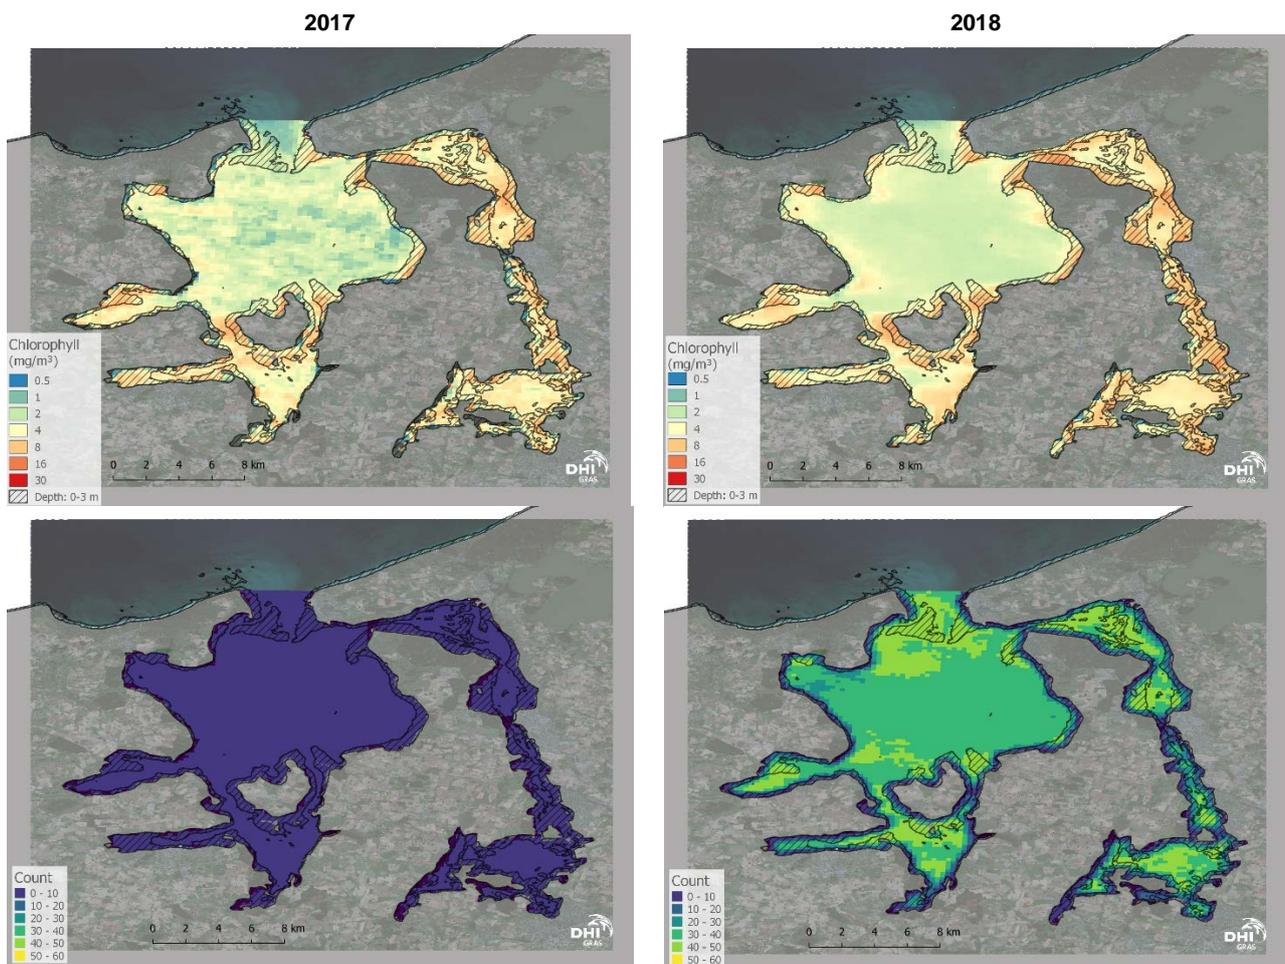 2017
2018
Chlorophyll
(mg/m³)
0.5
1
2
4
8
16
30
Depth: 0-3 m
0 2 4 6 8 km
DHI
GRAS
Chlorophyll
(mg/m³)
0.5
1
2
4
8
16
30
Depth: 0-3 m
0 2 4 6 8 km
DHI
GRAS
Count
0 - 10
10 - 20
20 - 30
30 - 40
40 - 50
50 - 60
0 2 4 6 8 km
DHI
GRAS
Count
0 - 10
10 - 20
20 - 30
30 - 40
40 - 50
50 - 60
0 2 4 6 8 km
DHI
GRAS